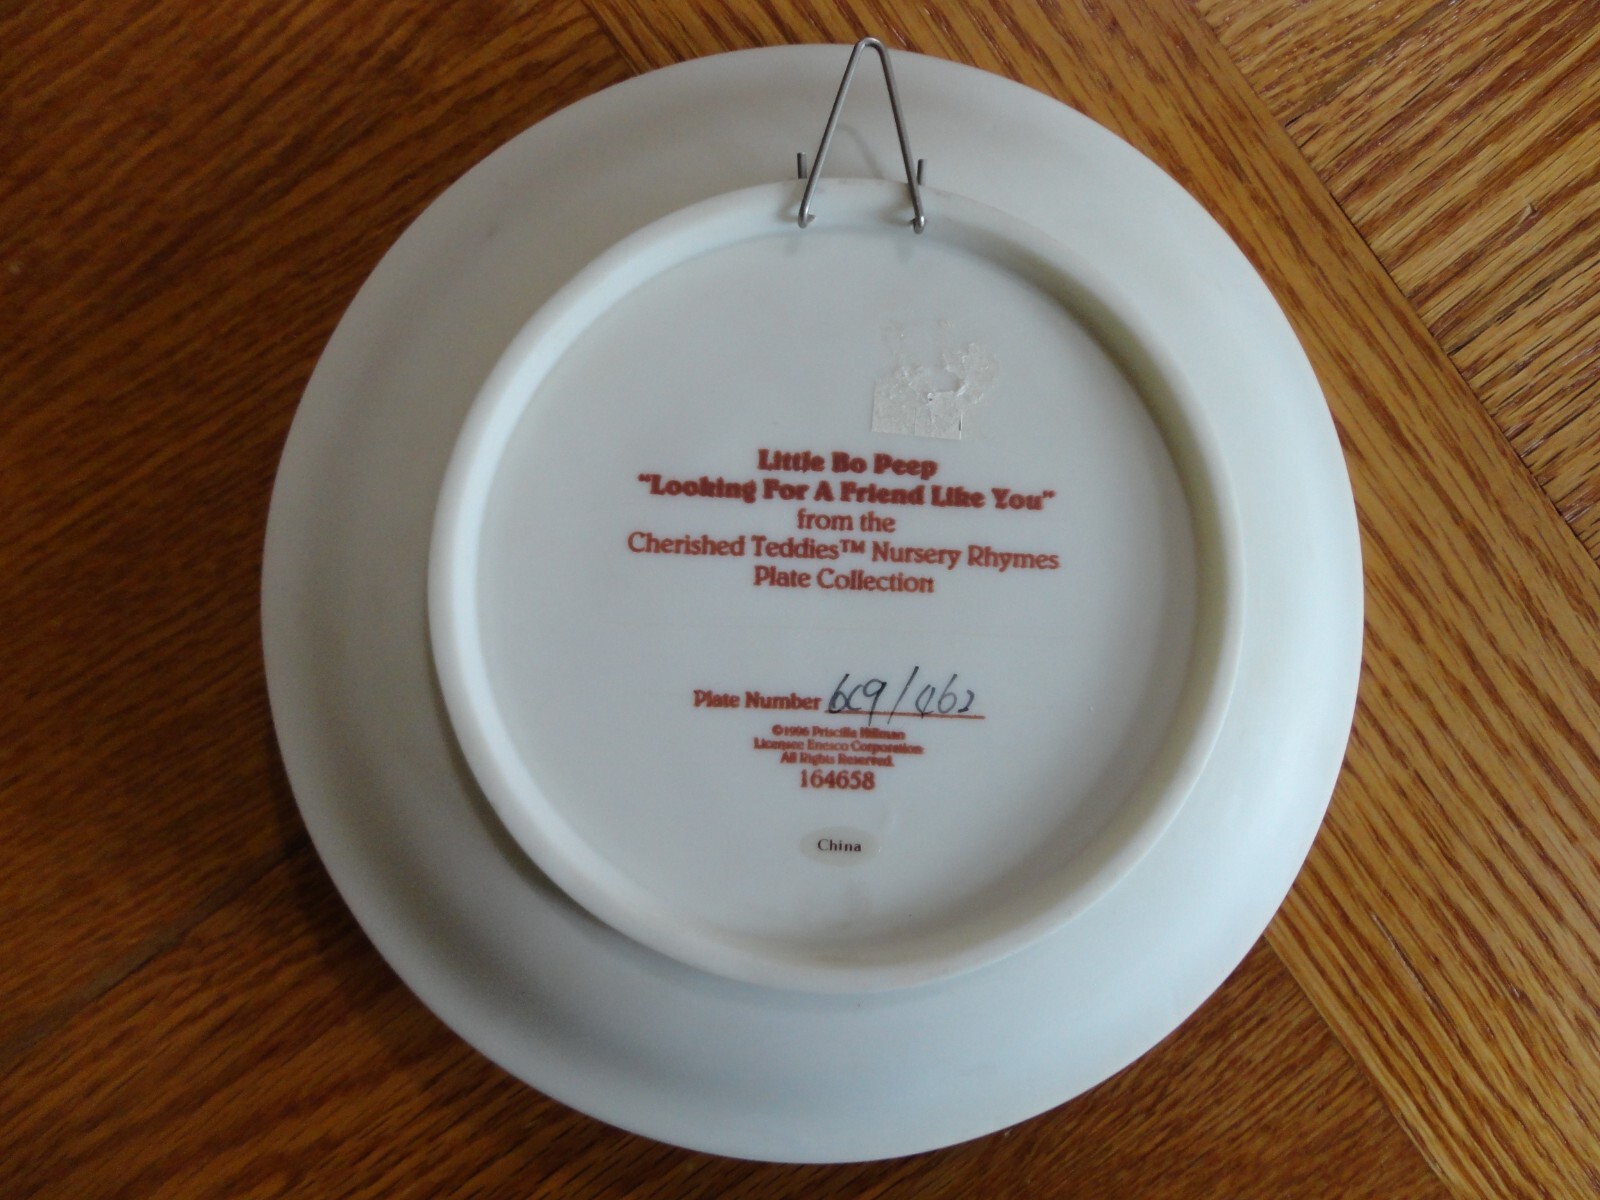 Little Bo Peep
"Looking For A Friend Like You"
from the
Cherished Teddies™ Nursery Rhymes
Plate Collection
Plate Number
©1996 Priscilla Hillman
Licensee Enesco Corporation
All Rights Reserved.
164658
China